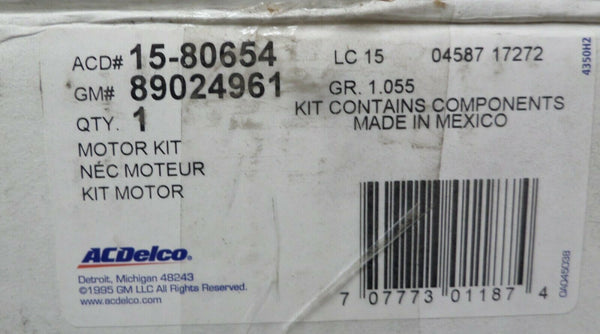 ACD# 15-80654
LC 15 04587 17272
4350H2
GM# 89024961
GR. 1.055
QTY. 1
KIT CONTAINS COMPONENTS
MADE IN MEXICO
MOTOR KIT
NÉC MOTEUR
KIT MOTOR
ACDelco®
Detroit, Michigan 48243
©1995 GM LLC All Rights Reserved.
www.acdelco.com
7 07773 01187 4
0A045038